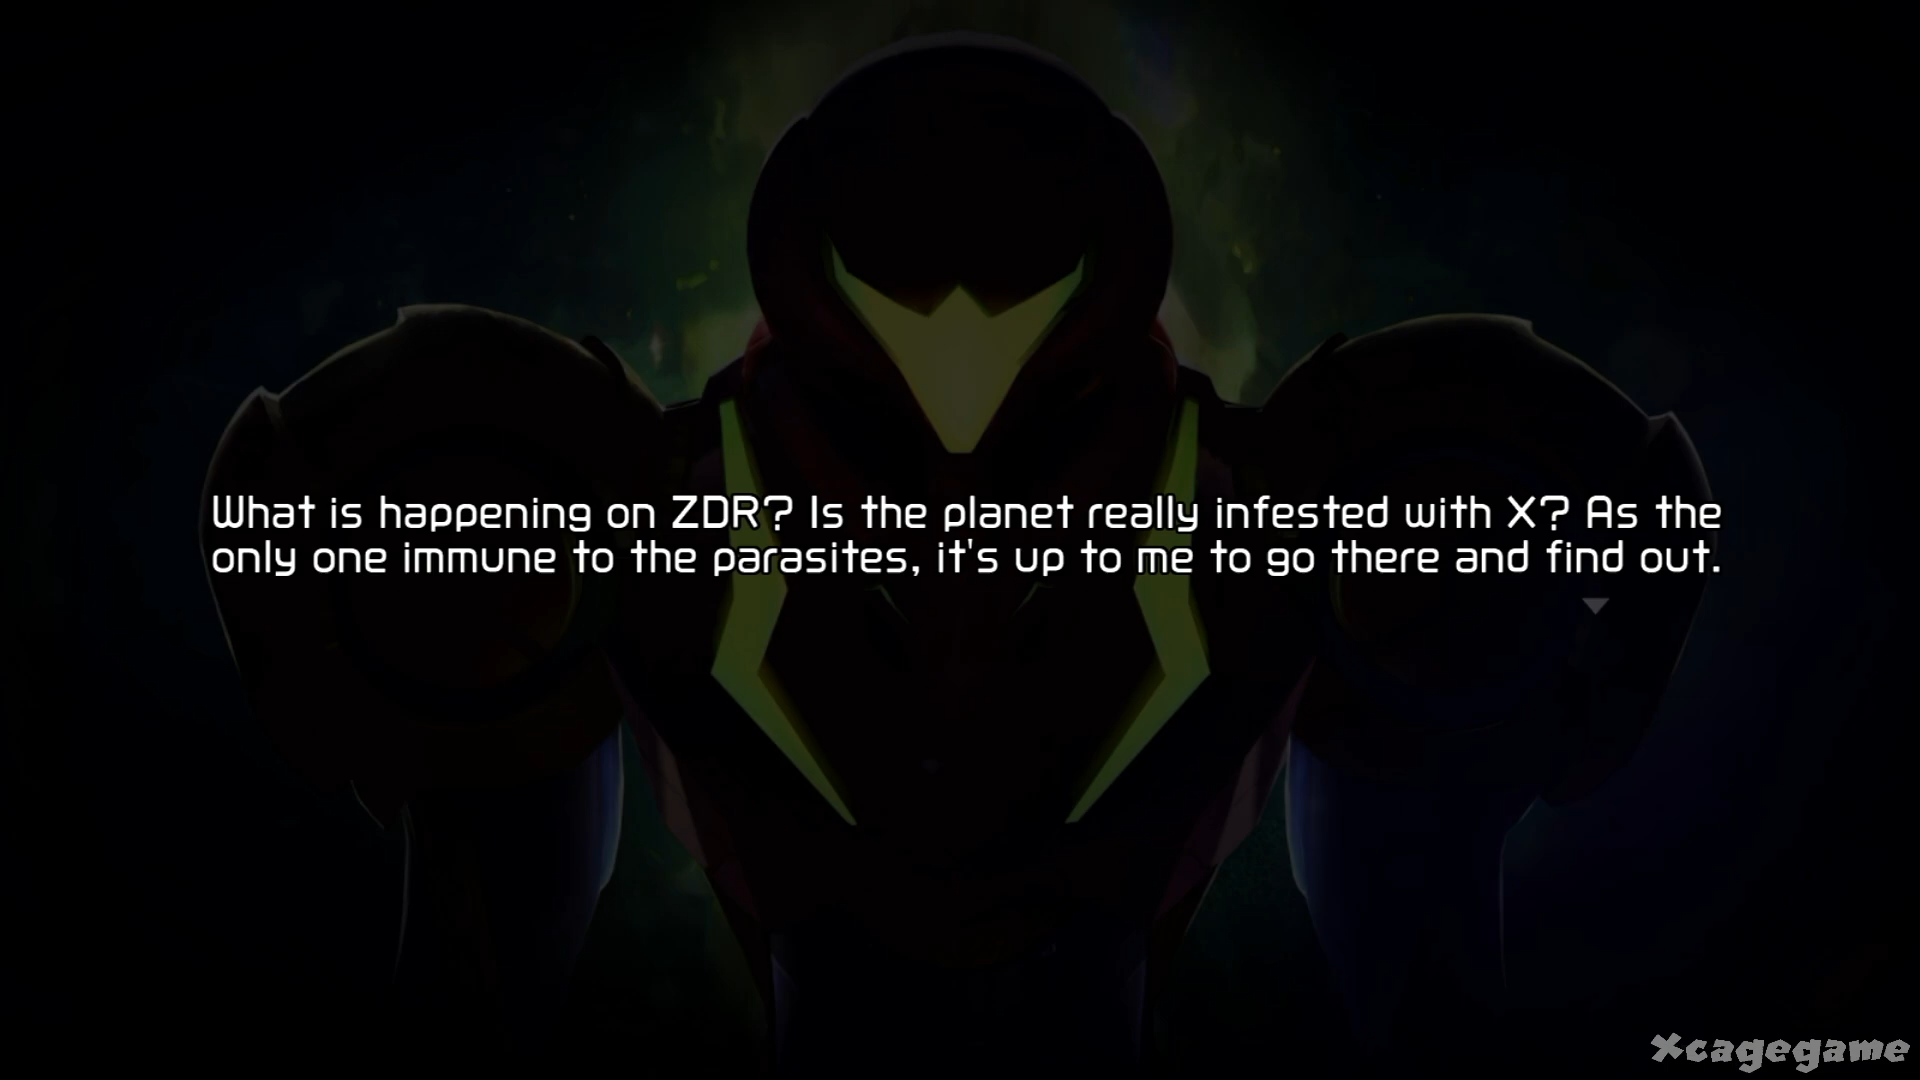 What is happening on ZDR? Is the planet really infested with X? As the
only one immune to the parasites, it's up to me to go there and find out.
Xcagegame